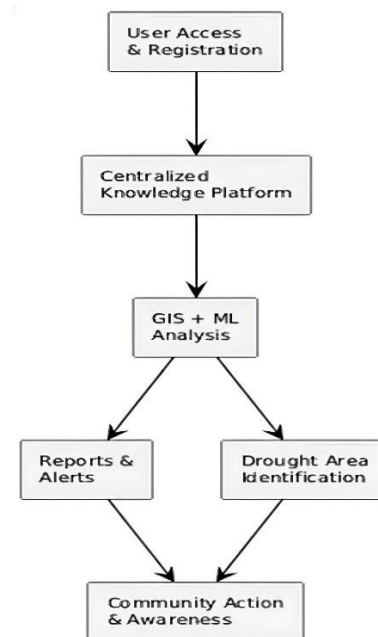 User Access
& Registration
Centralized
Knowledge Platform
GIS + ML
Analysis
Reports &
Alerts
Drought Area
Identification
Community Action
& Awareness